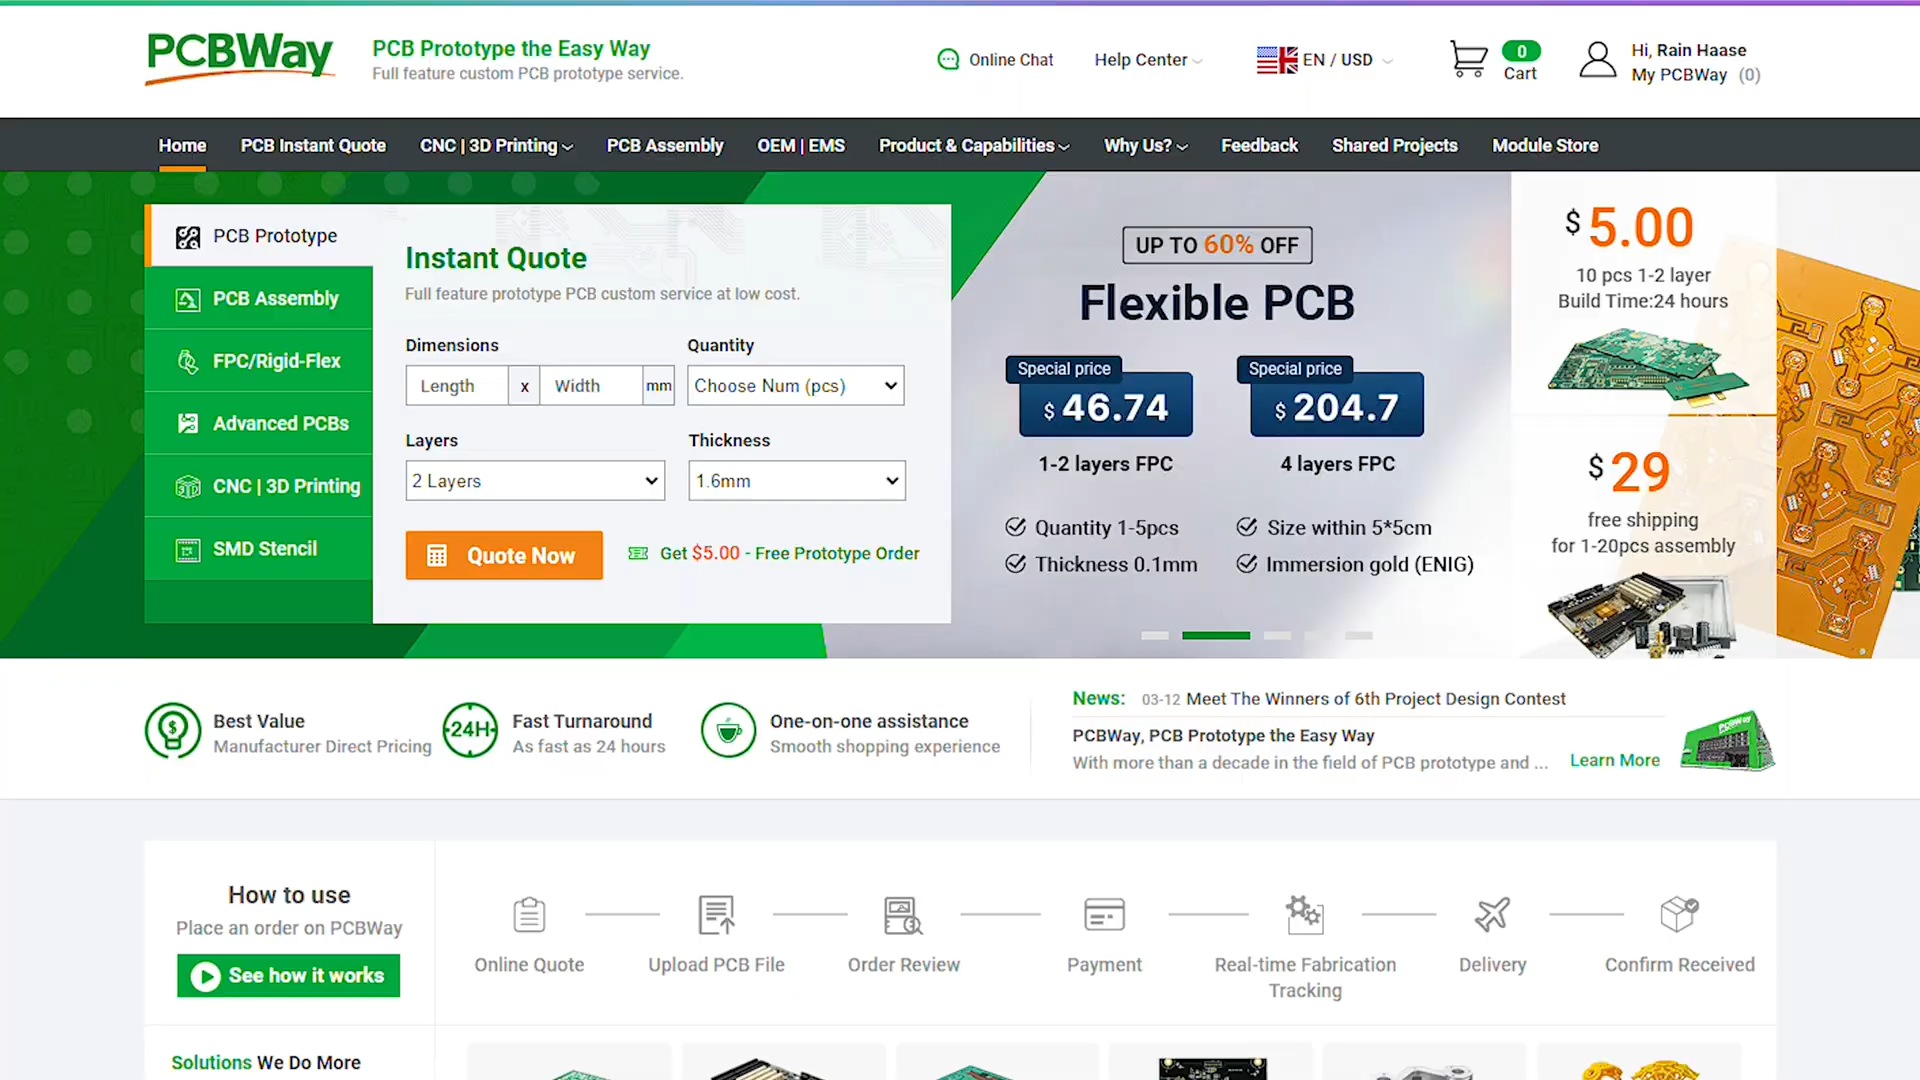 PCBWay
PCB Prototype the Easy Way
Full feature custom PCB prototype service.
Online Chat
Help Center
EN / USD
0
Cart
Hi, Rain Haase
My PCBWay (0)
Home
PCB Instant Quote
CNC | 3D Printing
PCB Assembly
OEM | EMS
Product & Capabilities
Why Us?
Feedback
Shared Projects
Module Store
PCB Prototype
PCB Assembly
FPC/Rigid-Flex
Advanced PCBs
CNC | 3D Printing
SMD Stencil
Instant Quote
Full feature prototype PCB custom service at low cost.
Dimensions
Quantity
Length x Width mm
Choose Num (pcs)
Layers
Thickness
2 Layers
1.6mm
Quote Now
Get $5.00 - Free Prototype Order
UP TO 60% OFF
Flexible PCB
Special price
$ 46.74
1-2 layers FPC
Special price
$ 204.7
4 layers FPC
Quantity 1-5pcs
Size within 5*5cm
Thickness 0.1mm
Immersion gold (ENIG)
$ 5.00
10 pcs 1-2 layer
Build Time:24 hours
$ 29
free shipping
for 1-20pcs assembly
$
Best Value
Manufacturer Direct Pricing
24H
Fast Turnaround
As fast as 24 hours
One-on-one assistance
Smooth shopping experience
News: 03-12 Meet The Winners of 6th Project Design Contest
PCBWay, PCB Prototype the Easy Way
With more than a decade in the field of PCB prototype and ...
Learn More
PCBWay
How to use
Place an order on PCBWay
See how it works
Online Quote
Upload PCB File
Order Review
Payment
Real-time Fabrication
Tracking
Delivery
Confirm Received
Solutions We Do More